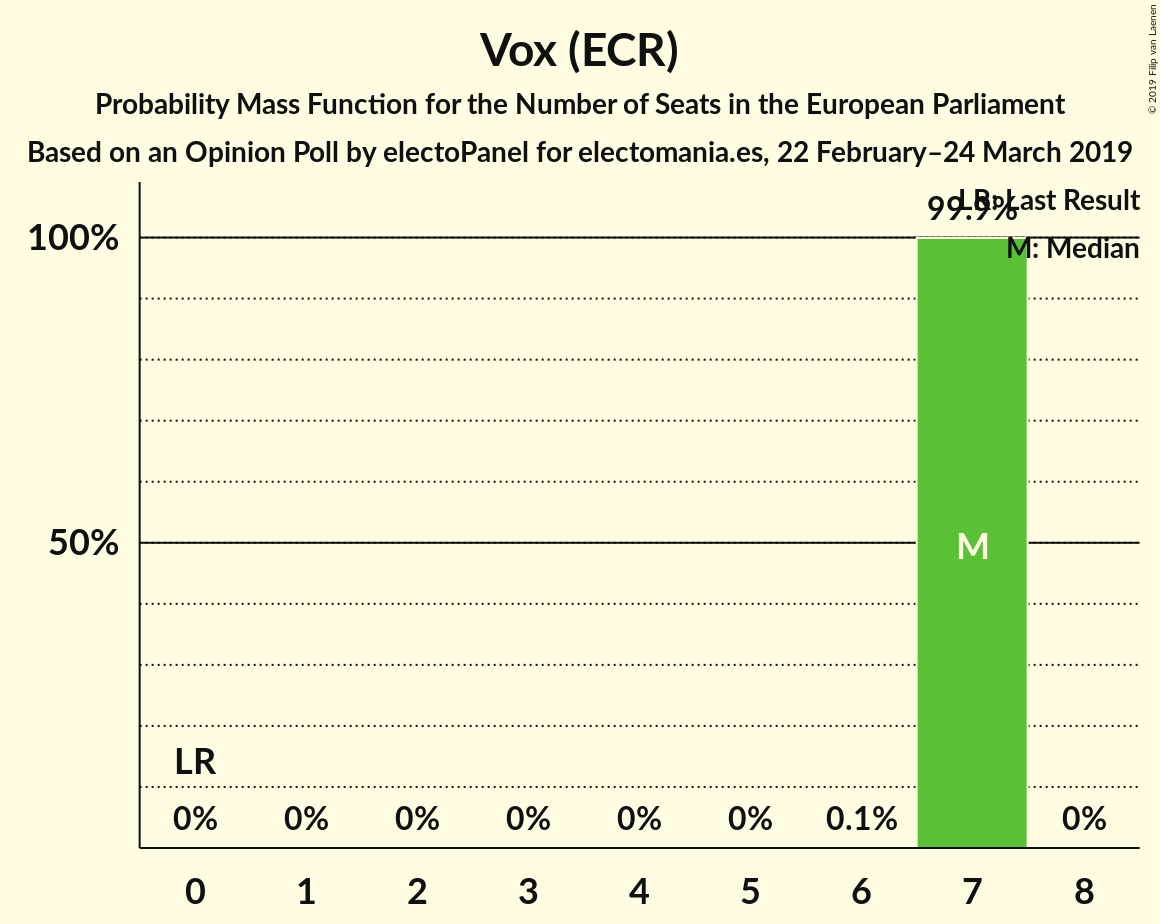 Vox (ECR)
Probability Mass Function for the Number of Seats in the European Parliament
Based on an Opinion Poll by electoPanel for electomania.es, 22 February–24 March 2019
© 2019 Filip van Laenen
99.9%
LR: Last Result
M: Median
100%
50%
M
LR
0% 0% 0% 0% 0% 0% 0.1% 0%
0 1 2 3 4 5 6 7 8